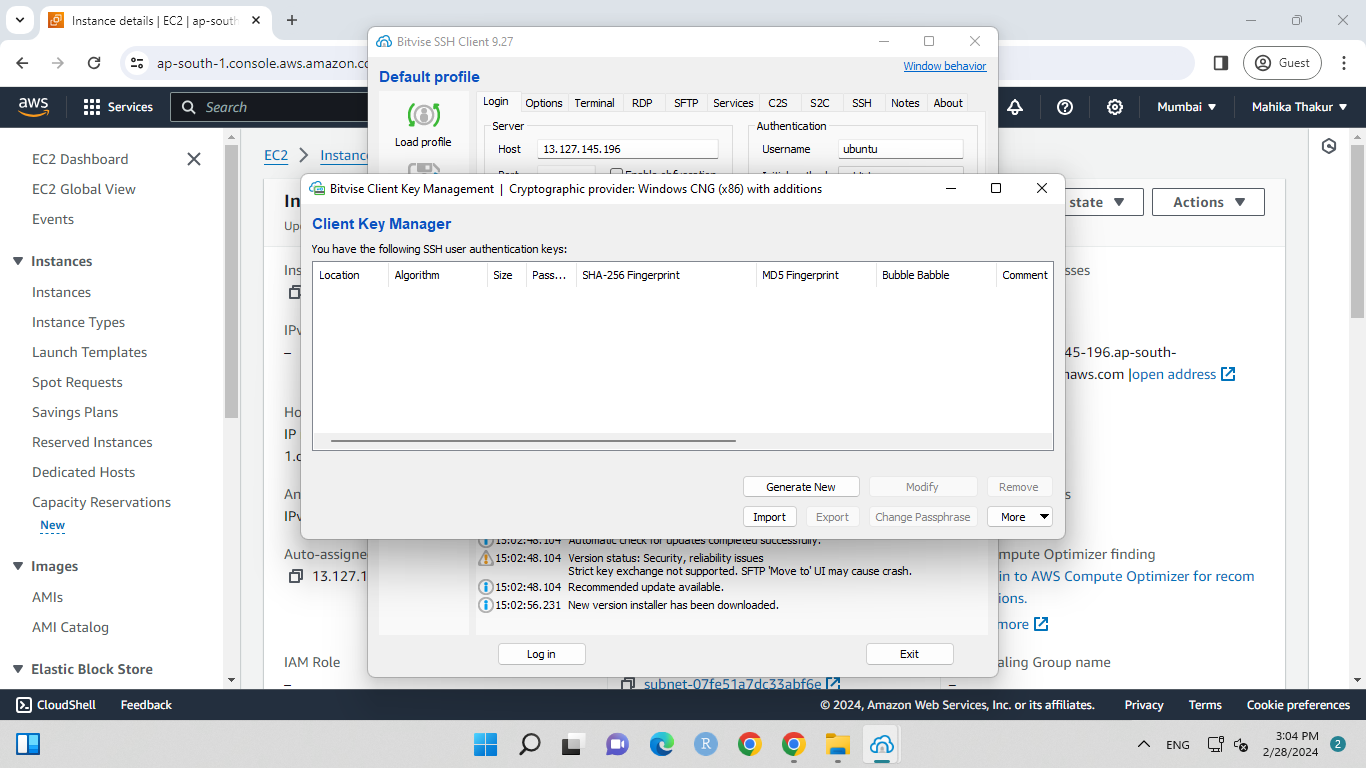 Instance details | EC2 | ap-south
ap-south-1.console.aws.amazon.co
Guest
aws
Services
Search
Mumbai
Mahika Thakur
EC2 Dashboard
EC2 Global View
Events
Instances
Instances
Instance Types
Launch Templates
Spot Requests
Savings Plans
Reserved Instances
Dedicated Hosts
Capacity Reservations
New
Images
AMIs
AMI Catalog
Elastic Block Store
EC2
Instanc
state
Actions
sses
45-196.ap-south-
naws.com |open address
IP
Auto-assigne
13.127.1
IAM Role
–
subnet-07fe51a7dc33abf6e
mpute Optimizer finding
in to AWS Compute Optimizer for recom
ions.
more
aling Group name
–
Bitvise SSH Client 9.27
Window behavior
Default profile
Load profile
Login Options Terminal RDP SFTP Services C2S S2C SSH Notes About
Server
Host 13.127.145.196
Authentication
Username ubuntu
Bitvise Client Key Management | Cryptographic provider: Windows CNG (x86) with additions
Client Key Manager
You have the following SSH user authentication keys:
Location Algorithm Size Pass... SHA-256 Fingerprint MD5 Fingerprint Bubble Babble Comment
Generate New Modify Remove
Import Export Change Passphrase More
15:02:48.104 Automatic check for updates completed successfully.
15:02:48.104 Version status: Security, reliability issues
Strict key exchange not supported. SFTP 'Move to' UI may cause crash.
15:02:48.104 Recommended update available.
15:02:56.231 New version installer has been downloaded.
Log in Exit
CloudShell Feedback © 2024, Amazon Web Services, Inc. or its affiliates. Privacy Terms Cookie preferences
R
ENG
3:04 PM
2/28/2024
2